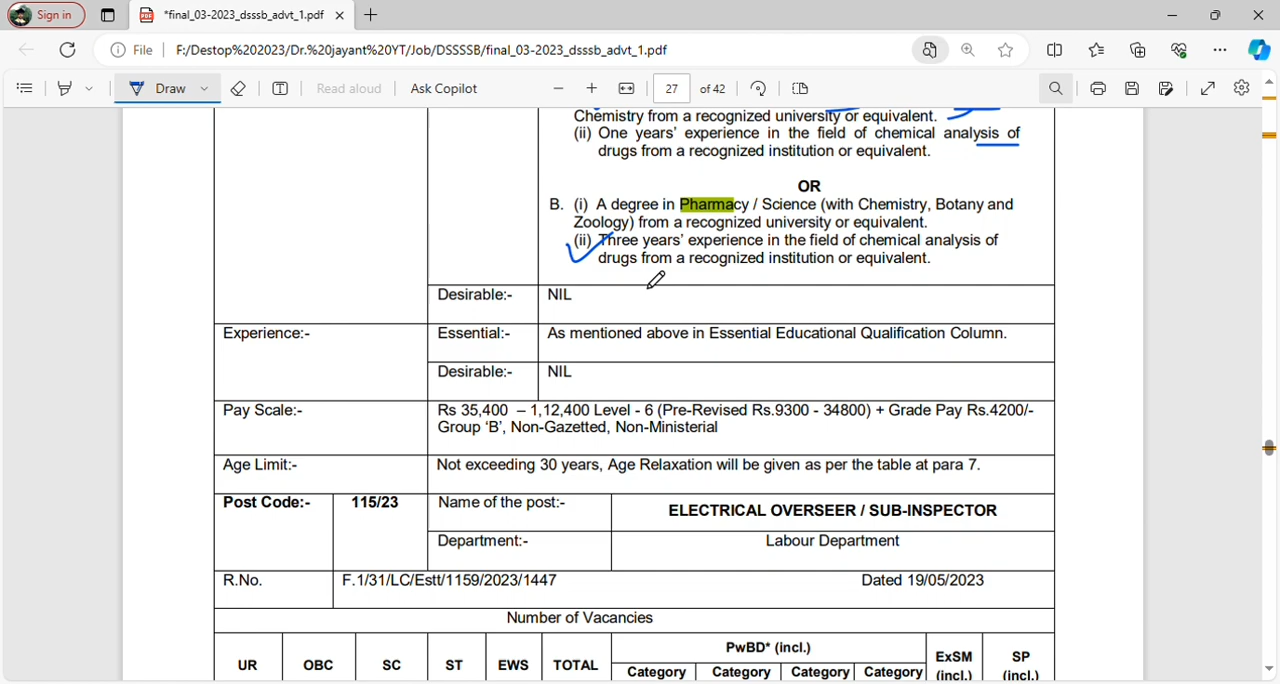 Sign in
*final_03-2023_dsssb_advt_1.pdf
File
F:/Destop%202023/Dr.%20jayant%20YT/Job/DSSSSB/final_03-2023_dsssb_advt_1.pdf
Draw
Read aloud
Ask Copilot
27 of 42
Chemistry from a recognized university or equivalent.
(ii) One years' experience in the field of chemical analysis of
drugs from a recognized institution or equivalent.
OR
B. (i) A degree in Pharmacy / Science (with Chemistry, Botany and
Zoology) from a recognized university or equivalent.
(ii) Three years' experience in the field of chemical analysis of
drugs from a recognized institution or equivalent.
Desirable:- NIL
Experience:- Essential:- As mentioned above in Essential Educational Qualification Column.
Desirable:- NIL
Pay Scale:- Rs 35,400 – 1,12,400 Level - 6 (Pre-Revised Rs.9300 - 34800) + Grade Pay Rs.4200/-
Group 'B', Non-Gazetted, Non-Ministerial
Age Limit:- Not exceeding 30 years, Age Relaxation will be given as per the table at para 7.
Post Code:- 115/23 Name of the post:- ELECTRICAL OVERSEER / SUB-INSPECTOR
Department:- Labour Department
R.No. F.1/31/LC/Estt/1159/2023/1447 Dated 19/05/2023
Number of Vacancies
UR OBC SC ST EWS TOTAL PwBD* (incl.) ExSM (incl.) SP (incl.)
Category Category Category Category